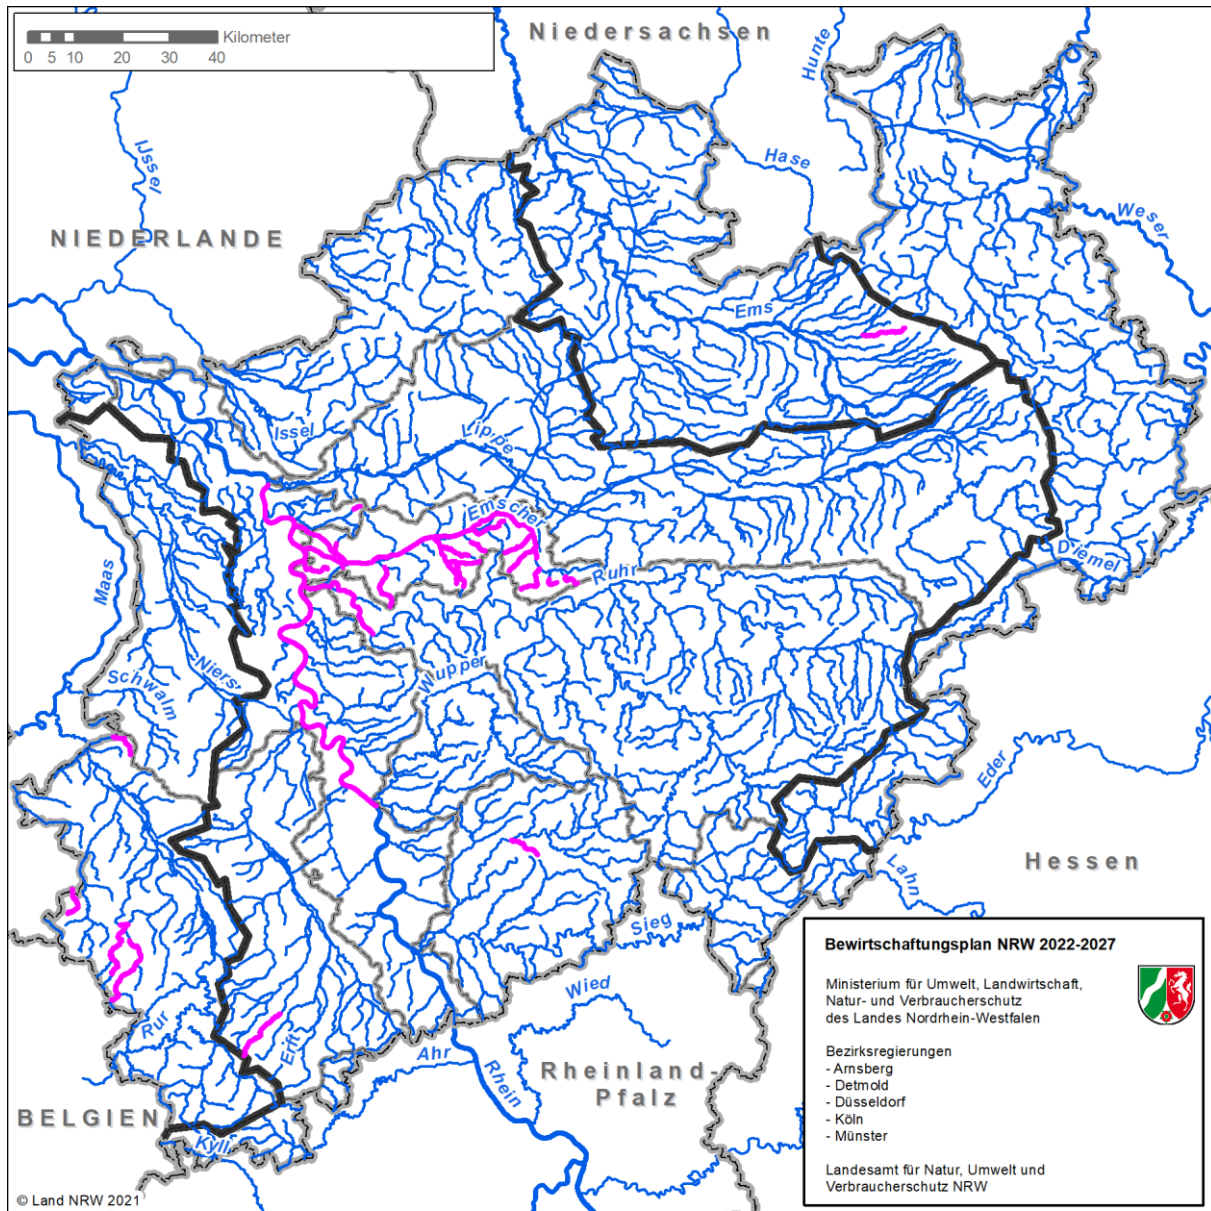 Niedersachsen
Kilometer
0 5 10 20 30 40
Hunte
IJssel
Hase
Weser
NIEDERLANDE
Ems
Issel
Lippe
Emscher
Maas
Ruhr
Diemel
Wupper
Niers
Schwalm
Eder
Hessen
Lahn
Sieg
Wied
Rur
Erft
Ahr
Rhein
Rheinland-
Pfalz
BELGIEN
Kyll
Bewirtschaftungsplan NRW 2022-2027
Ministerium für Umwelt, Landwirtschaft,
Natur- und Verbraucherschutz
des Landes Nordrhein-Westfalen
Bezirksregierungen
- Arnsberg
- Detmold
- Düsseldorf
- Köln
- Münster
Landesamt für Natur, Umwelt und
Verbraucherschutz NRW
© Land NRW 2021